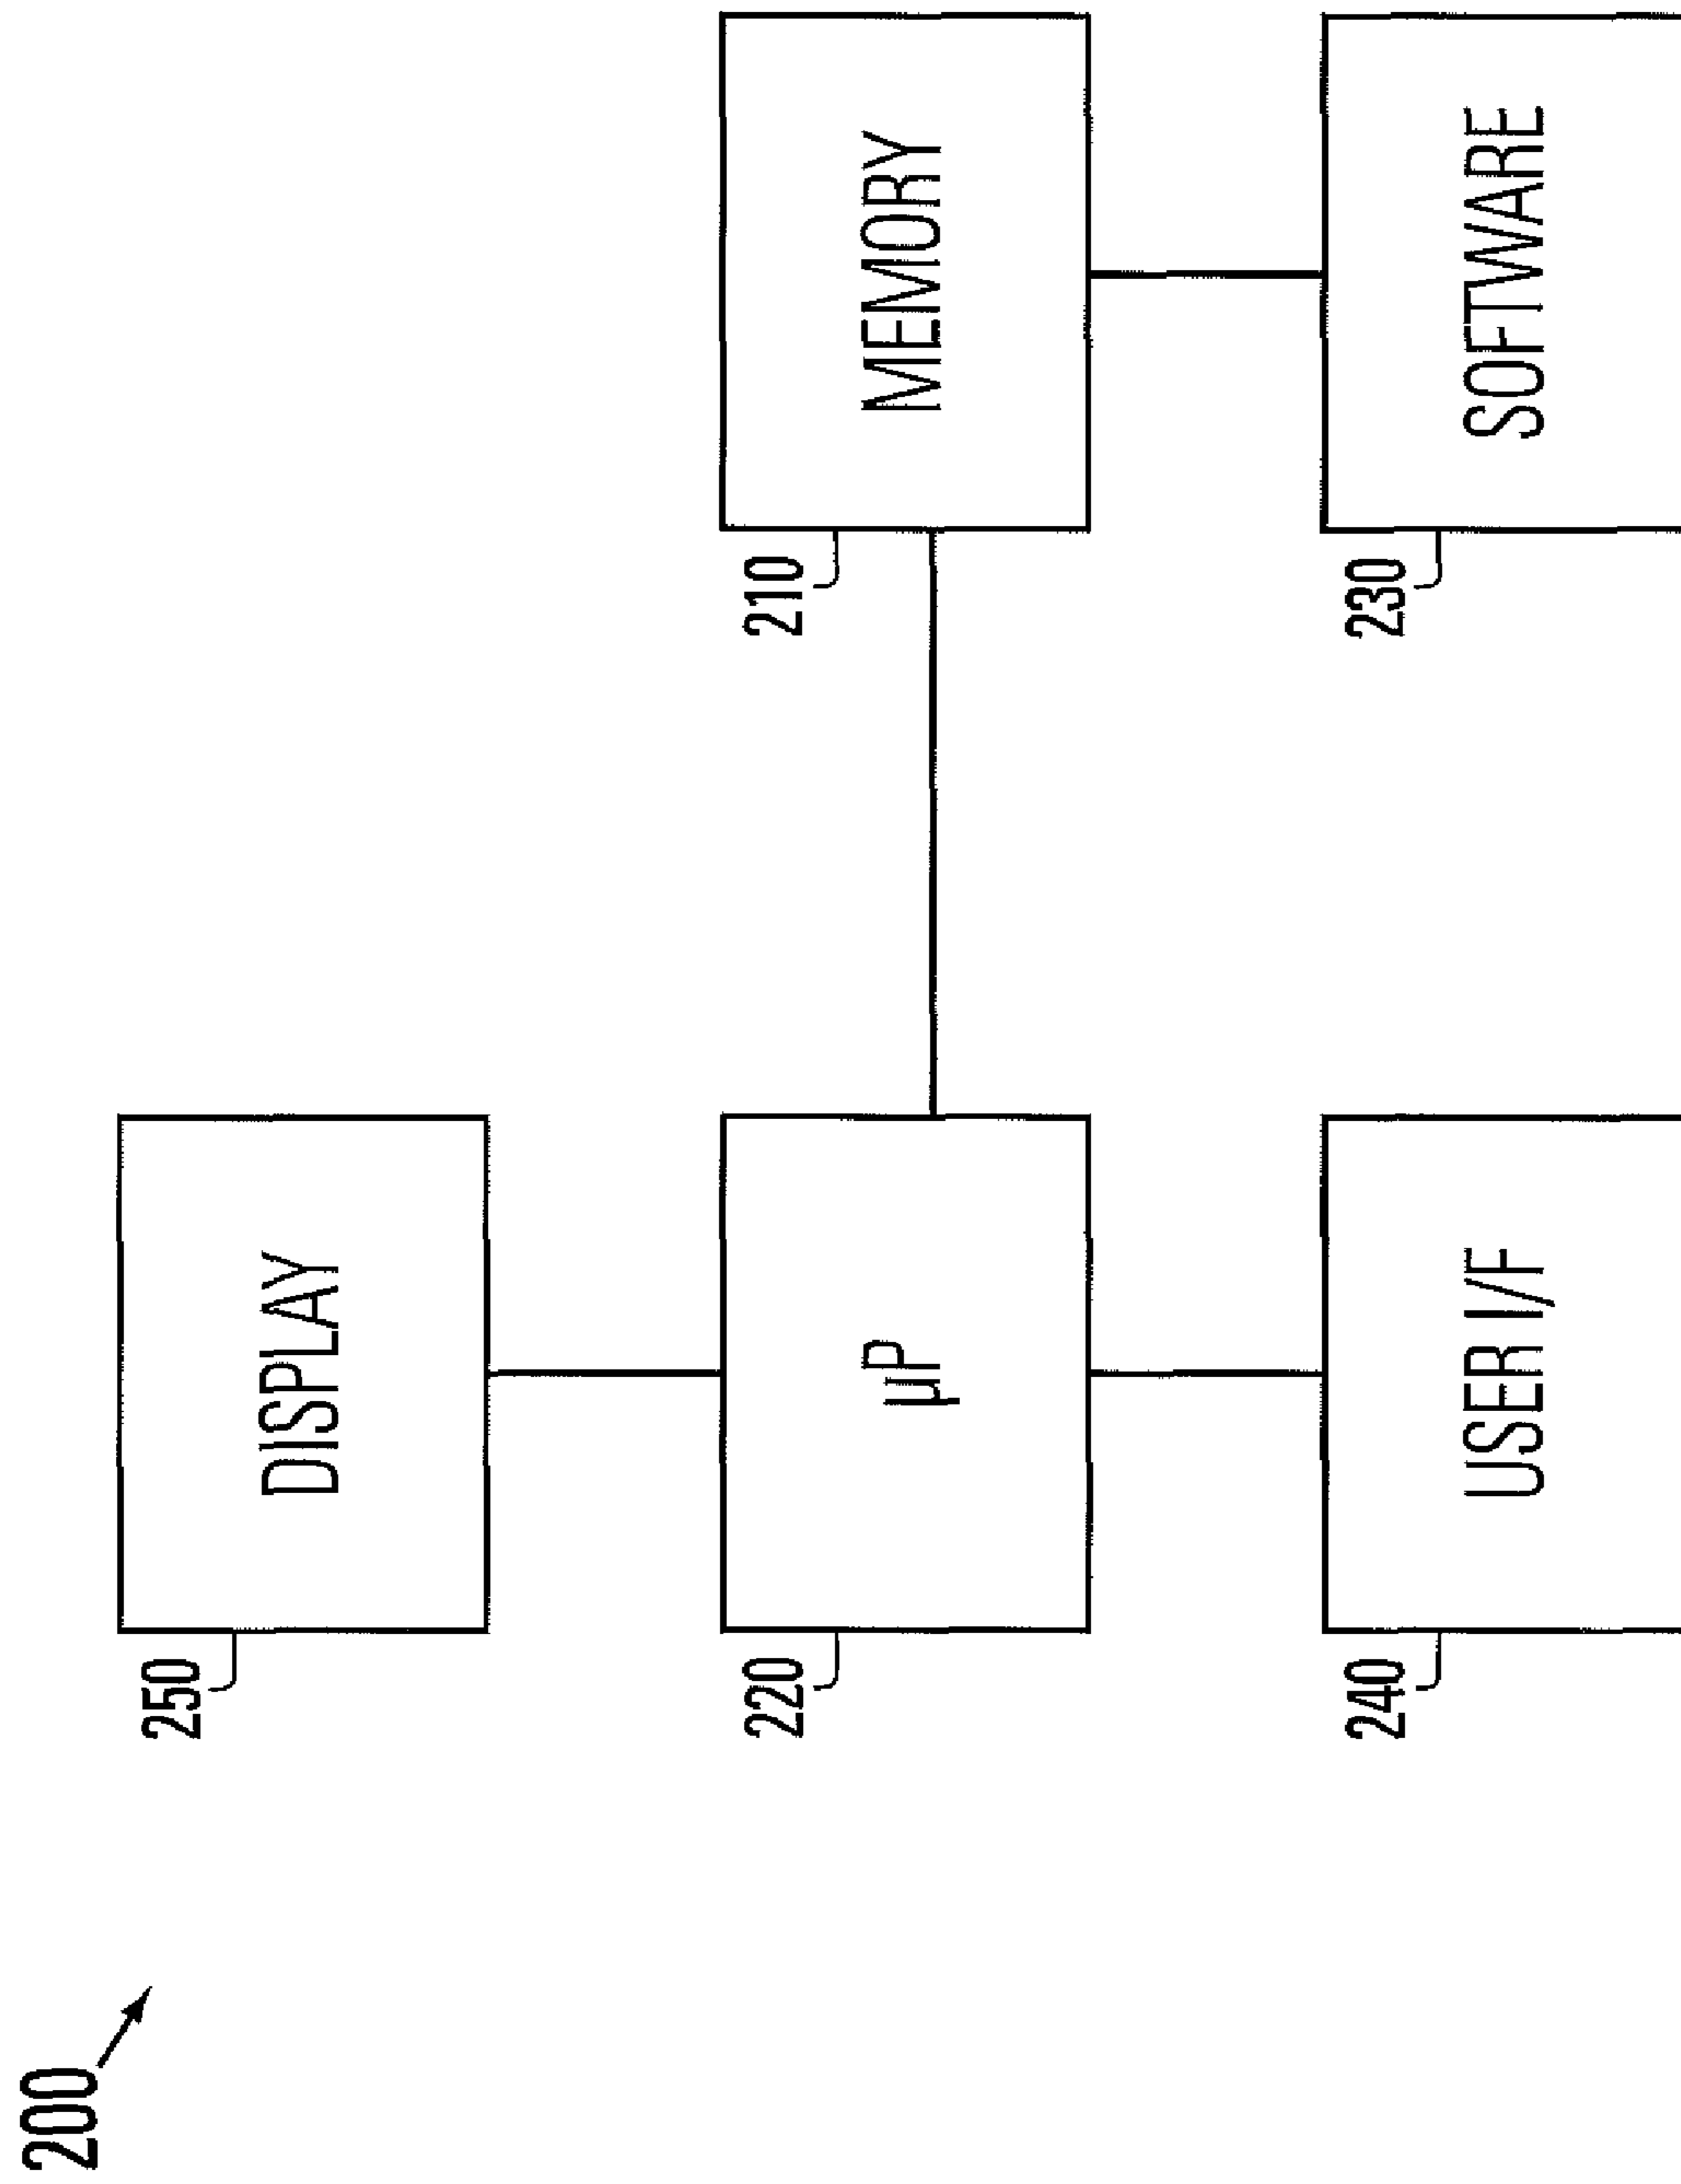 200
250
DISPLAY
220
µP
210
MEMORY
240
USER I/F
230
SOFTWARE